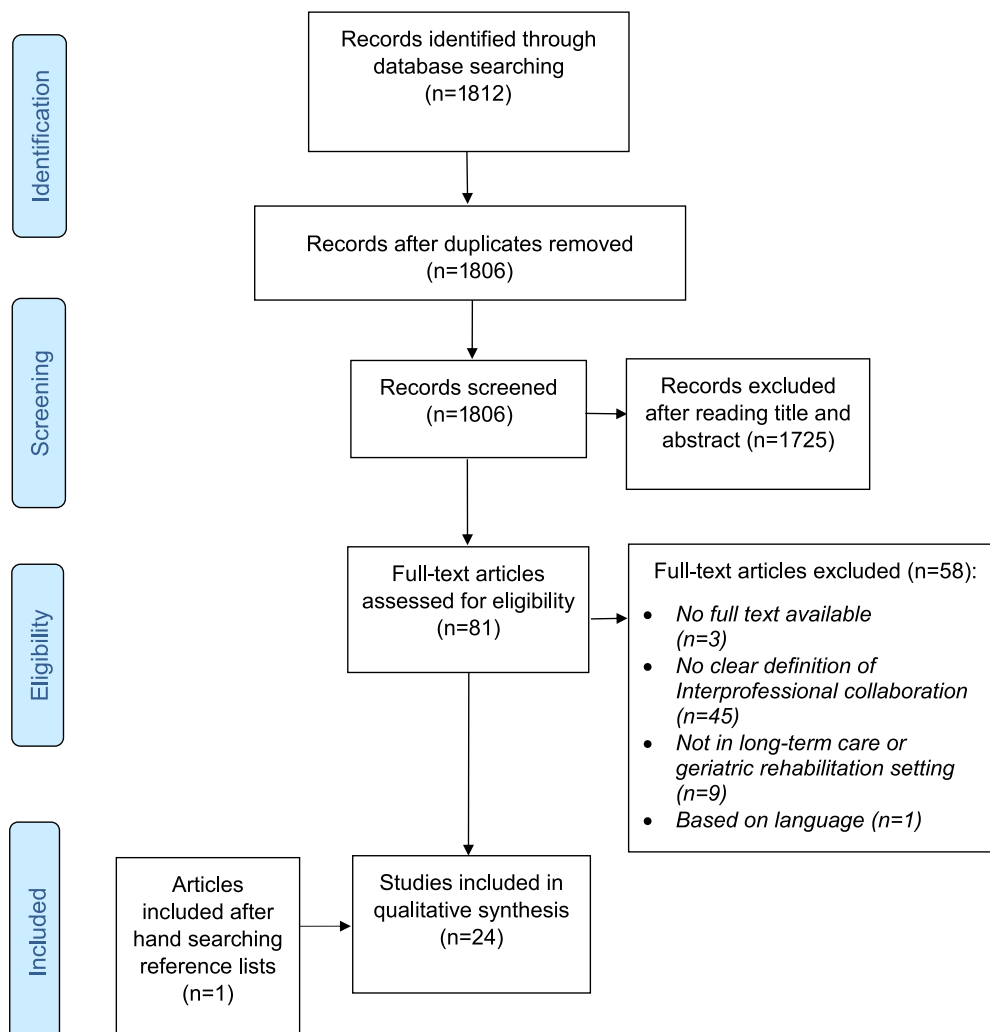 Identification
Records identified through
database searching
(n=1812)
Records after duplicates removed
(n=1806)
Screening
Records screened
(n=1806)
Records excluded
after reading title and
abstract (n=1725)
Eligibility
Full-text articles
assessed for eligibility
(n=81)
Full-text articles excluded (n=58):
• No full text available
(n=3)
• No clear definition of
Interprofessional collaboration
(n=45)
• Not in long-term care or
geriatric rehabilitation setting
(n=9)
• Based on language (n=1)
Included
Articles
included after
hand searching
reference lists
(n=1)
Studies included in
qualitative synthesis
(n=24)